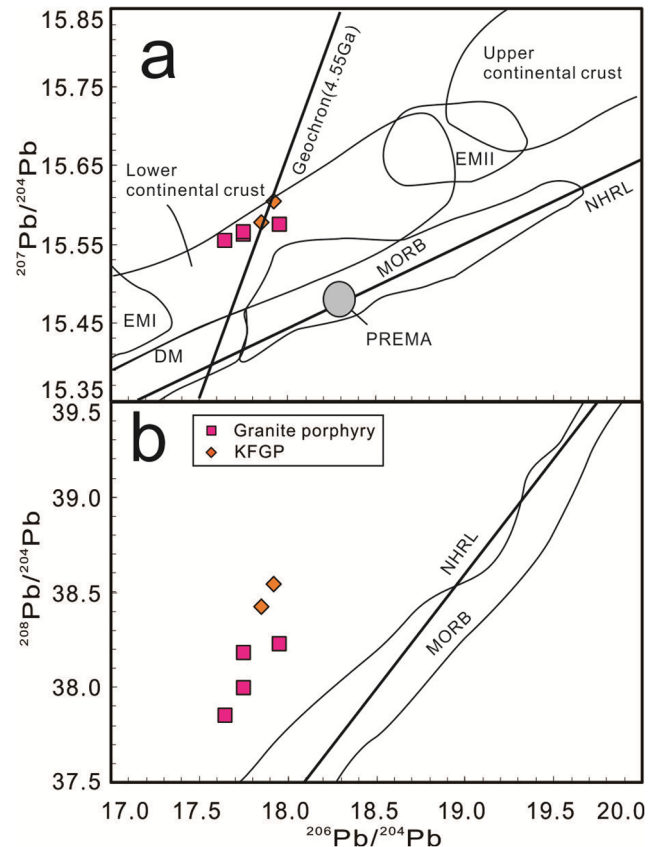 15.85
a
Geochron(4.55Ga)
Upper
continental crust
15.75
15.65
EMII
Lower
continental crust
NHRL
207Pb/204Pb
15.55
MORB
15.45
EMI
PREMA
DM
15.35
39.5
b
Granite porphyry
KFGP
39.0
NHRL
38.5
208Pb/204Pb
MORB
38.0
37.5
17.0 17.5 18.0 18.5 19.0 19.5 20.0
206Pb/204Pb